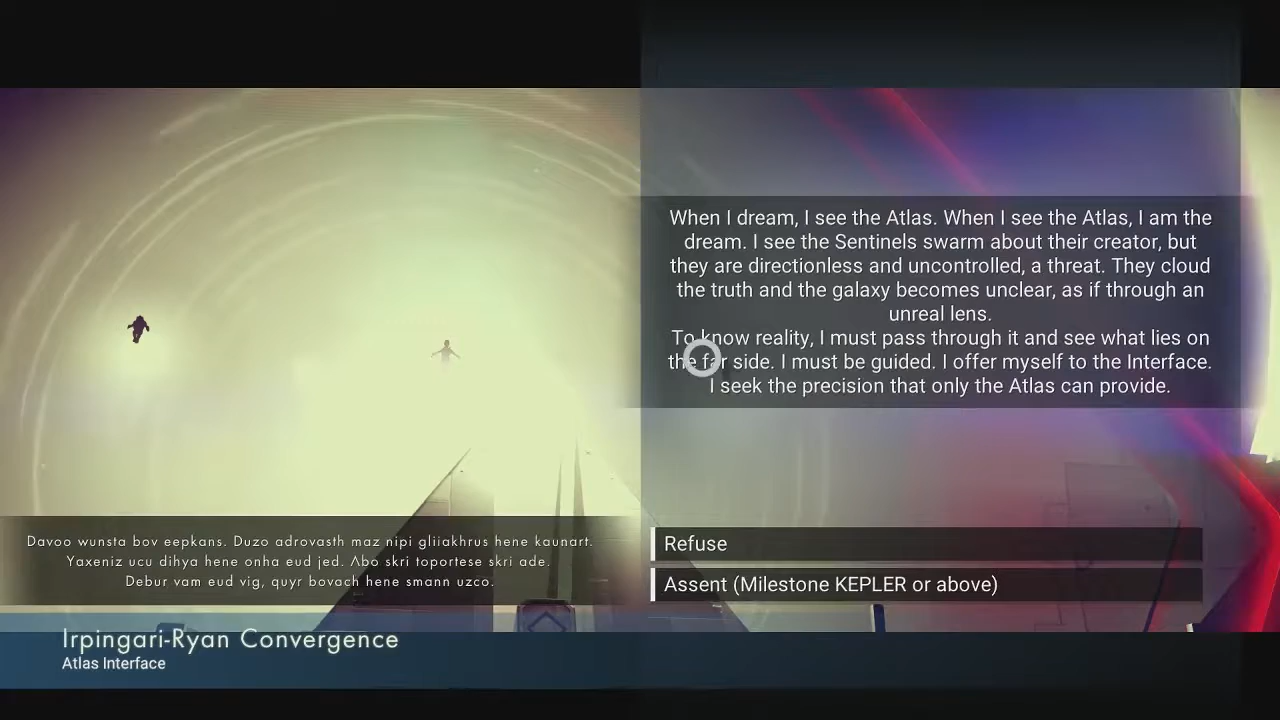 When I dream, I see the Atlas. When I see the Atlas, I am the
dream. I see the Sentinels swarm about their creator, but
they are directionless and uncontrolled, a threat. They cloud
the truth and the galaxy becomes unclear, as if through an
unreal lens.
To know reality, I must pass through it and see what lies on
the far side. I must be guided. I offer myself to the Interface.
I seek the precision that only the Atlas can provide.
Refuse
Assent (Milestone KEPLER or above)
Davoo wunsta bov eepkans. Duzo adrovasth maz nipi gliiakhrus hene kaunart.
Yaxeniz ucu dihya hene onha eud jed. Abo skri toportese skri ade.
Debur vam eud vig, quyr bovach hene smann uzco.
Irpingari-Ryan Convergence
Atlas Interface